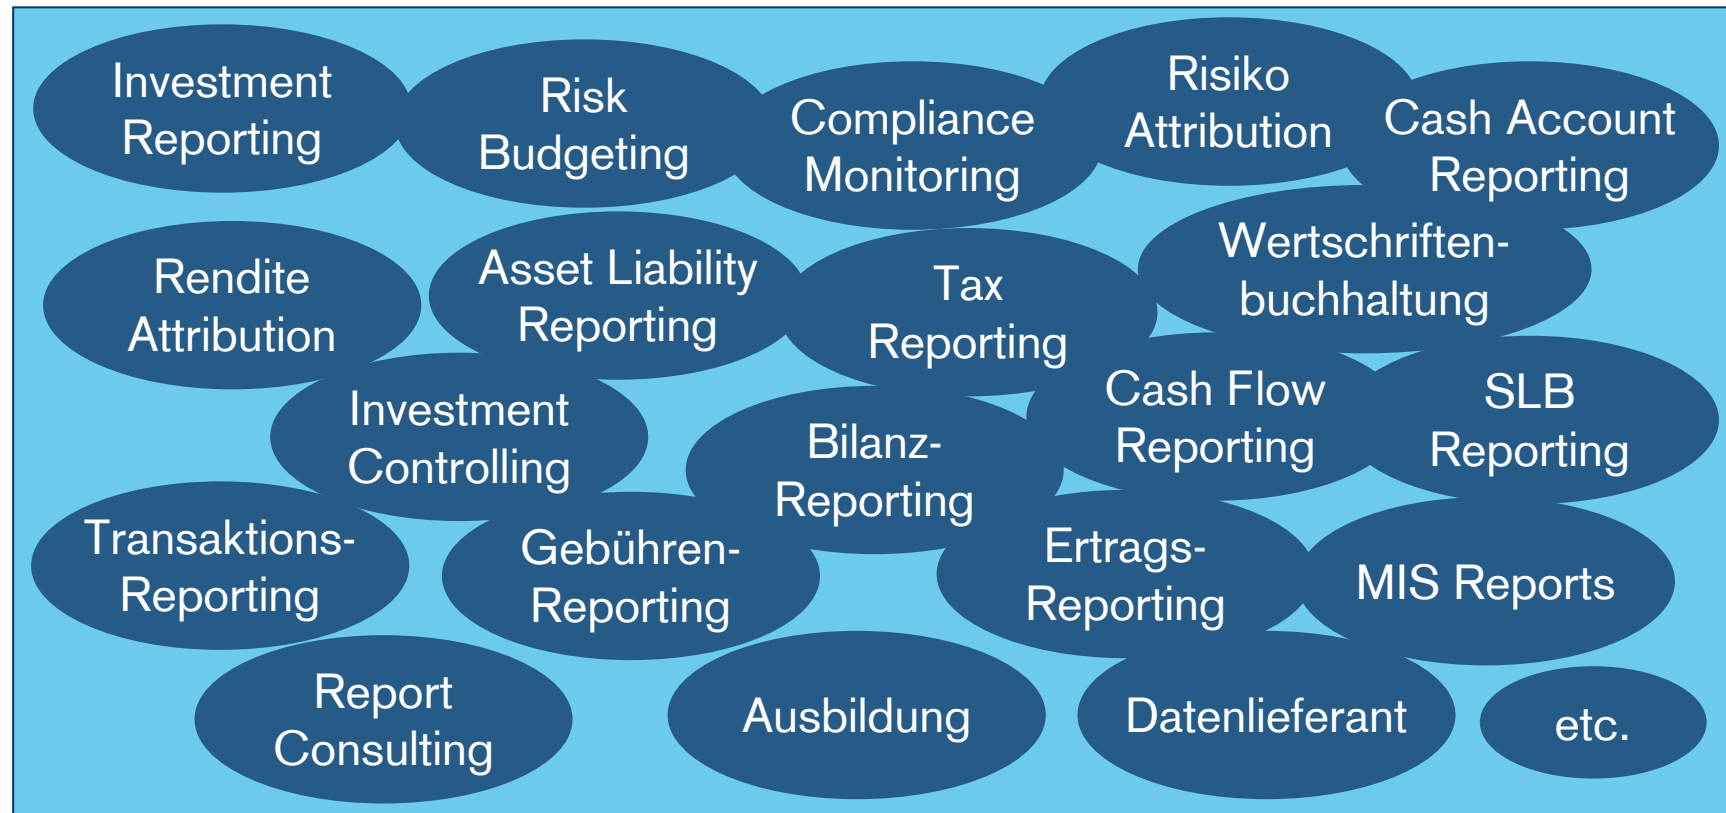 Investment
Reporting
Risk
Budgeting
Compliance
Monitoring
Risiko
Attribution
Cash Account
Reporting
Rendite
Attribution
Asset Liability
Reporting
Tax
Reporting
Wertschriften-
buchhaltung
Investment
Controlling
Bilanz-
Reporting
Cash Flow
Reporting
SLB
Reporting
Transaktions-
Reporting
Gebühren-
Reporting
Ertrags-
Reporting
MIS Reports
Report
Consulting
Ausbildung
Datenlieferant
etc.